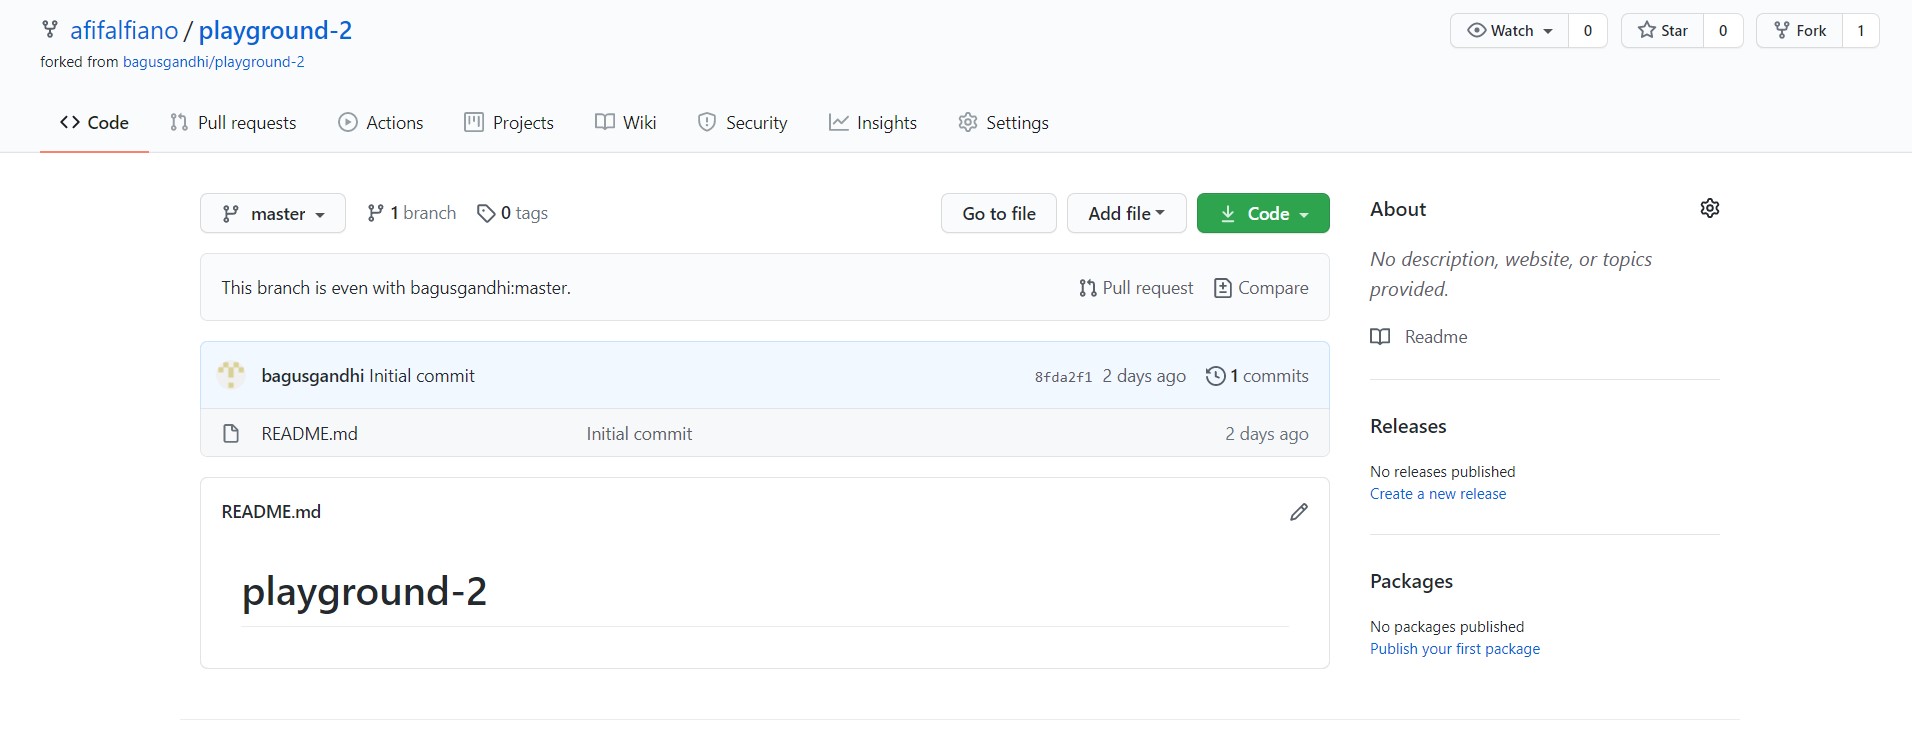 afifalfiano / playground-2
Watch 0 Star 0 Fork 1
forked from bagusgandhi/playground-2
Code Pull requests Actions Projects Wiki Security Insights Settings
master 1 branch 0 tags Go to file Add file Code
This branch is even with bagusgandhi:master. Pull request Compare
bagusgandhi Initial commit 8fda2f1 2 days ago 1 commits
README.md Initial commit 2 days ago
README.md
playground-2
About
No description, website, or topics
provided.
Readme
Releases
No releases published
Create a new release
Packages
No packages published
Publish your first package